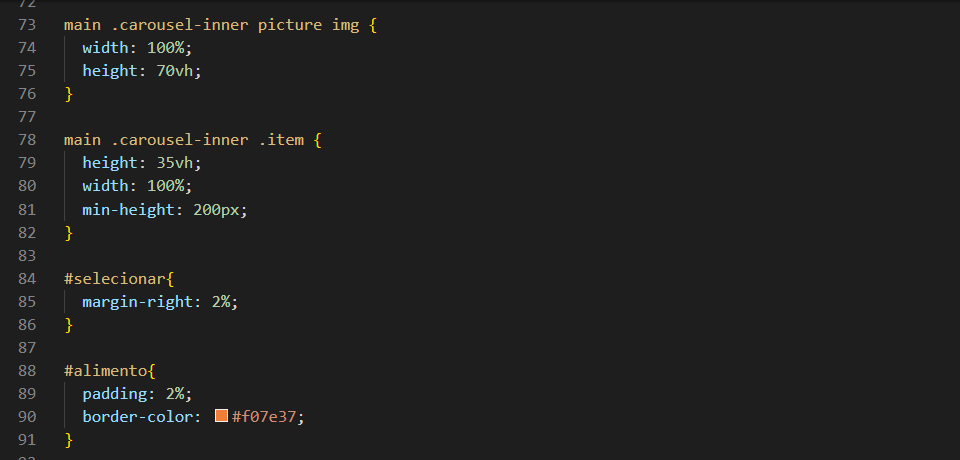 72
73 main .carousel-inner picture img {
74 width: 100%;
75 height: 70vh;
76 }
77
78 main .carousel-inner .item {
79 height: 35vh;
80 width: 100%;
81 min-height: 200px;
82 }
83
84 #selecionar{
85 margin-right: 2%;
86 }
87
88 #alimento{
89 padding: 2%;
90 border-color: #f07e37;
91 }